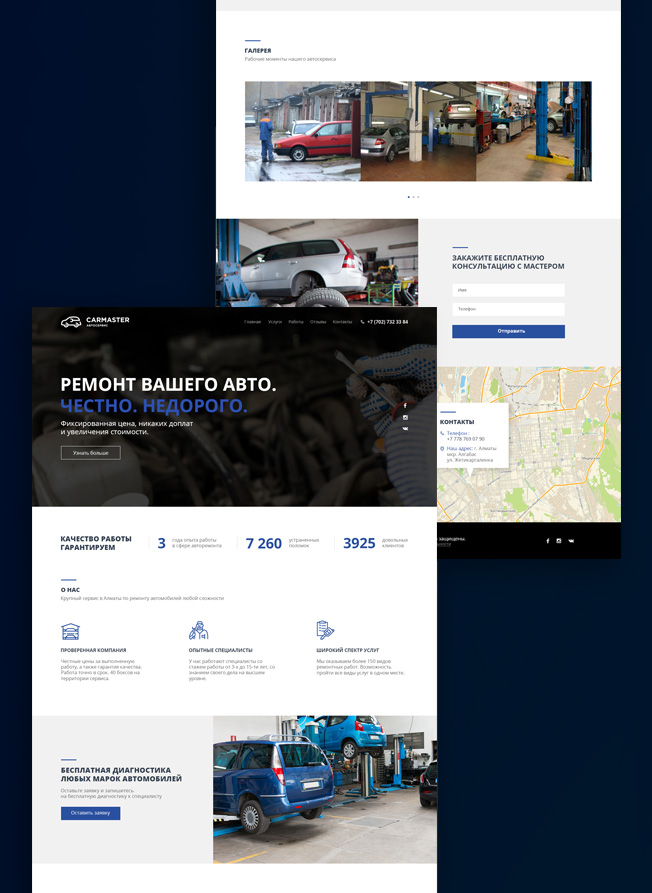 ГАЛЕРЕЯ
Рабочие моменты нашего автосервиса
ЗАКАЖИТЕ БЕСПЛАТНУЮ
КОНСУЛЬТАЦИЮ С МАСТЕРОМ
Имя
Телефон
Отправить
КОНТАКТЫ
Телефон :
+7 778 769 07 90
Наш адрес: г. Алматы
мкр. Алгабас
ул. Жетикарагаинка
защищены.
CARMASTER
АВТОСЕРВИС
Главная Услуги Работы Отзывы Контакты +7 (702) 732 33 84
РЕМОНТ ВАШЕГО АВТО.
ЧЕСТНО. НЕДОРОГО.
Фиксированная цена, никаких доплат
и увеличения стоимости.
Узнать больше
КАЧЕСТВО РАБОТЫ
ГАРАНТИРУЕМ
3 года опыта работы
в сфере авторемонта
7 260 устраненных
поломок
3925 довольных
клиентов
О НАС
Крупный сервис в Алматы по ремонту автомобилей любой сложности
ПРОВЕРЕННАЯ КОМПАНИЯ
Честные цены за выполненную
работу, а также гарантия качества.
Работа точно в срок. 40 боксов на
территории сервиса.
ОПЫТНЫЕ СПЕЦИАЛИСТЫ
У нас работают специалисты со
стажем работы от 3-х до 15-ти лет, со
знанием своего дела на высшем
уровне.
ШИРОКИЙ СПЕКТР УСЛУГ
Мы оказываем более 150 видов
ремонтных работ. Возможность
пройти все виды услуг в одном месте.
БЕСПЛАТНАЯ ДИАГНОСТИКА
ЛЮБЫХ МАРОК АВТОМОБИЛЕЙ
Оставьте заявку и запишитесь
на бесплатную диагностику к специалисту
Оставить заявку